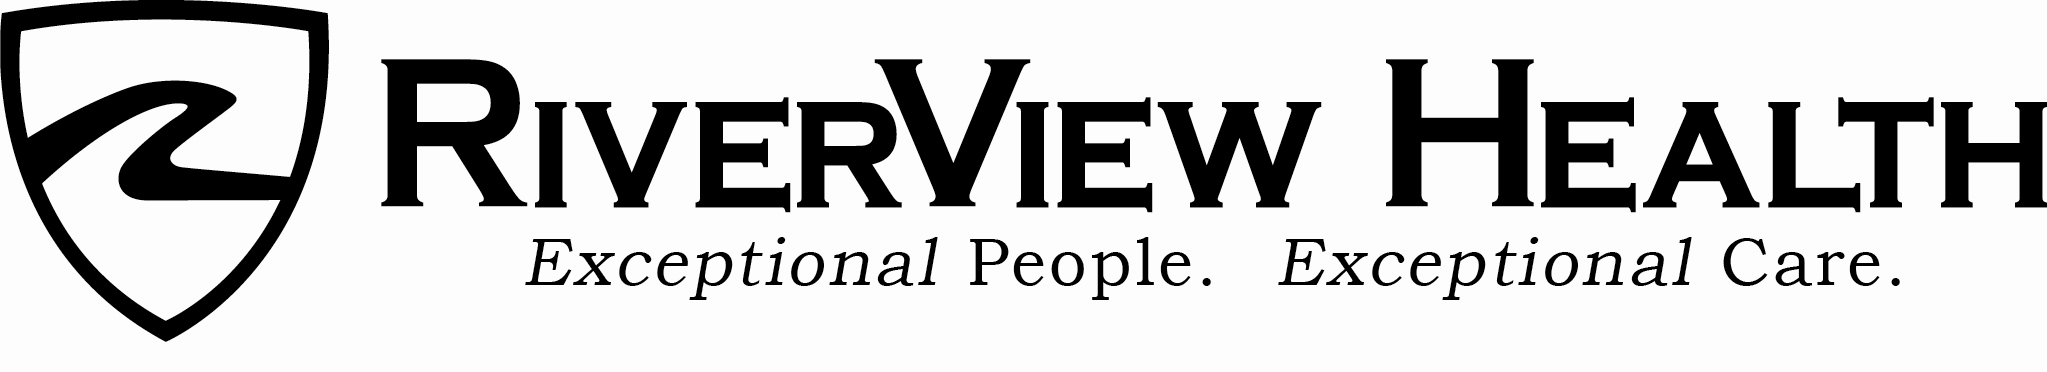 RIVERVIEW HEALTH
Exceptional People. Exceptional Care.